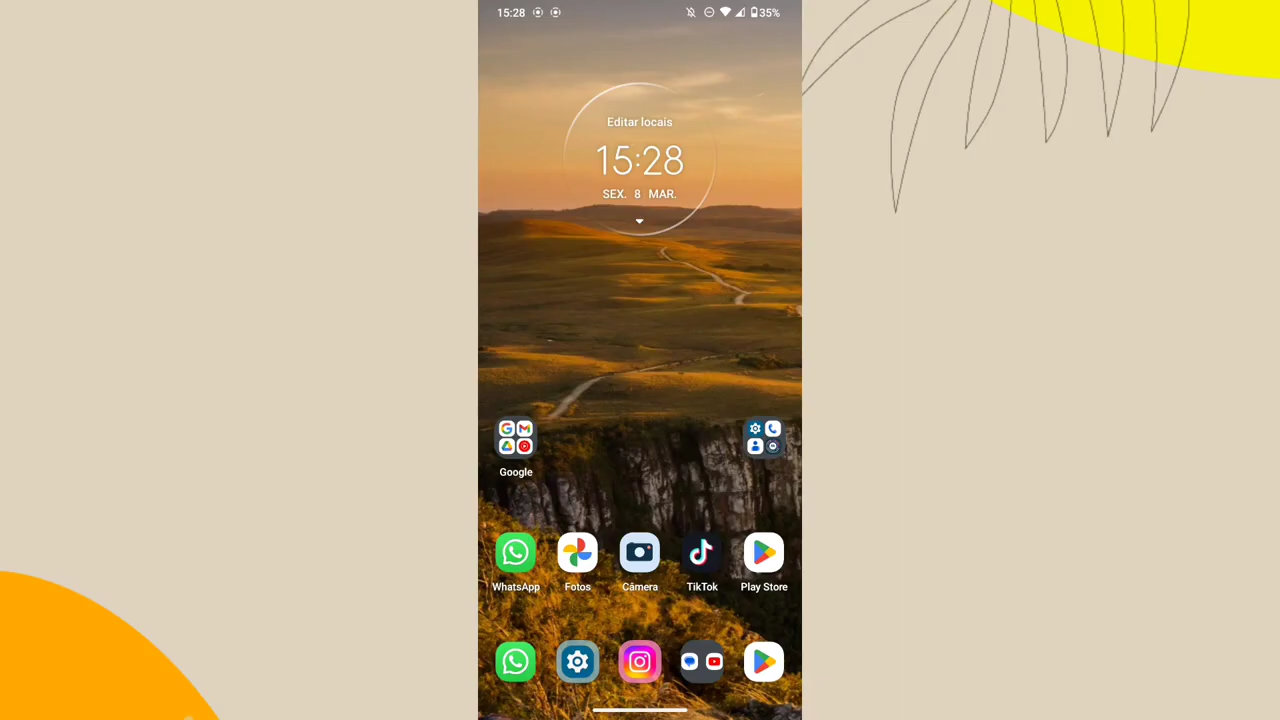 15:28
35%
Editar locais
15:28
SEX. 8 MAR.
Google
WhatsApp
Fotos
Câmera
TikTok
Play Store